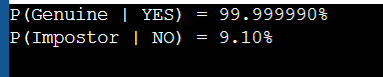 P(Genuine | YES) = 99.999990%
P(Impostor | NO) = 9.10%